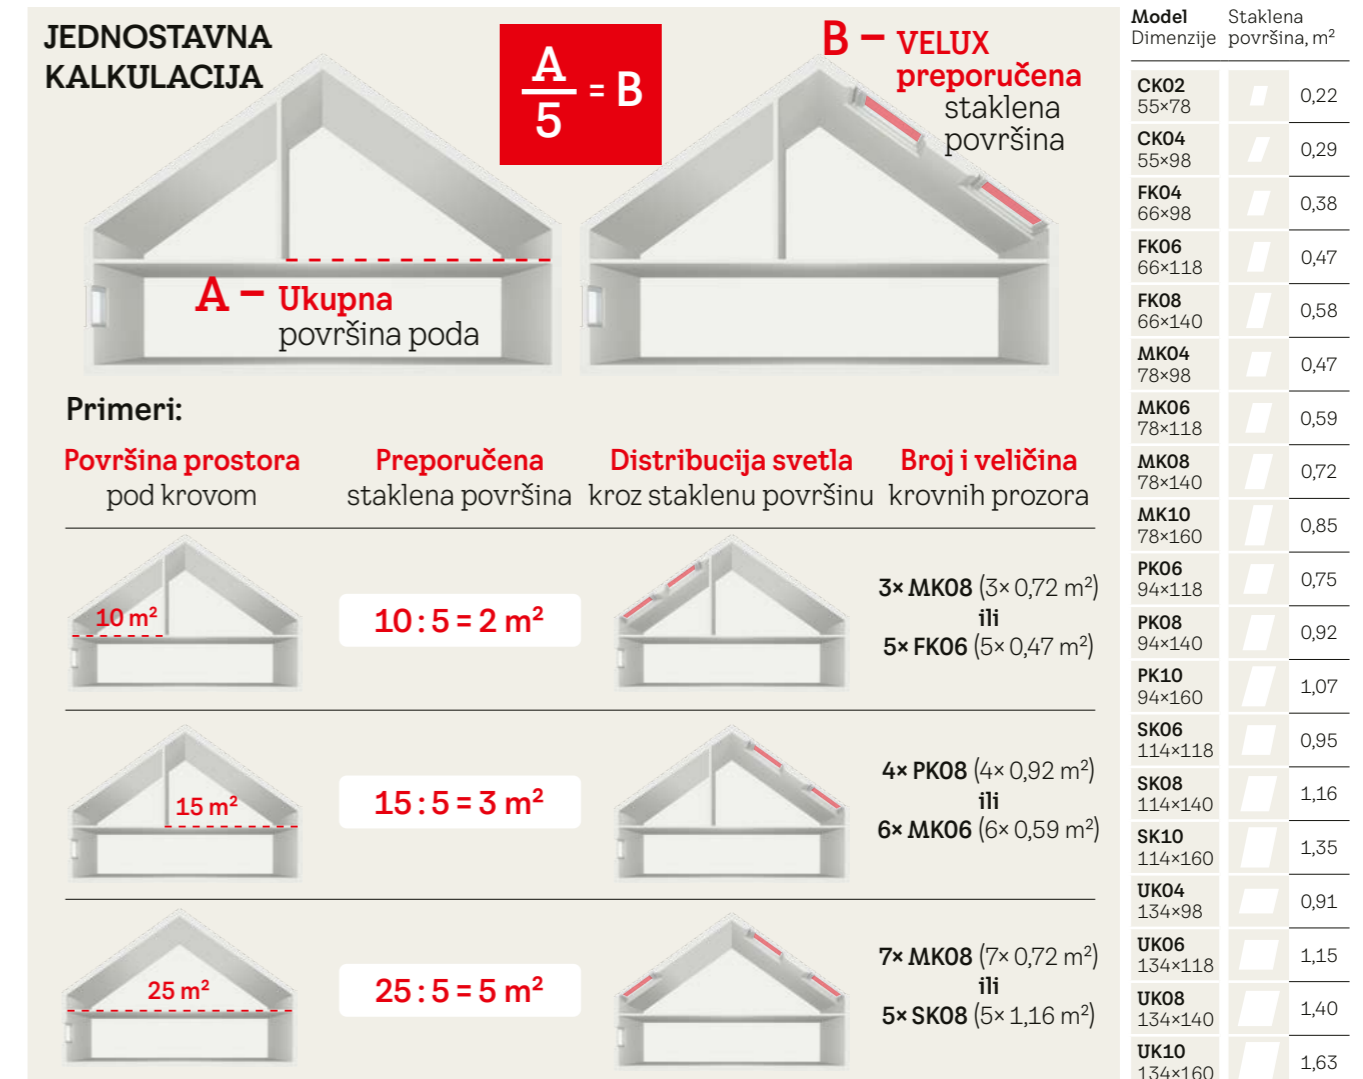 JEDNOSTAVNA
KALKULACIJA
A
5
= B
B – VELUX
preporučena
staklena
površina
A – Ukupna
površina poda
Primeri:
Površina prostora
pod krovom
Preporučena
staklena površina
Distribucija svetla
kroz staklenu površinu
Broj i veličina
krovnih prozora
10 m²
10 : 5 = 2 m²
3× MK08 (3× 0,72 m²)
ili
5× FK06 (5× 0,47 m²)
15 m²
15 : 5 = 3 m²
4× PK08 (4× 0,92 m²)
ili
6× MK06 (6× 0,59 m²)
25 m²
25 : 5 = 5 m²
7× MK08 (7× 0,72 m²)
ili
5× SK08 (5× 1,16 m²)
Model
Dimenzije
Staklena
površina, m²
CK02
55×78
0,22
CK04
55×98
0,29
FK04
66×98
0,38
FK06
66×118
0,47
FK08
66×140
0,58
MK04
78×98
0,47
MK06
78×118
0,59
MK08
78×140
0,72
MK10
78×160
0,85
PK06
94×118
0,75
PK08
94×140
0,92
PK10
94×160
1,07
SK06
114×118
0,95
SK08
114×140
1,16
SK10
114×160
1,35
UK04
134×98
0,91
UK06
134×118
1,15
UK08
134×140
1,40
UK10
134×160
1,63